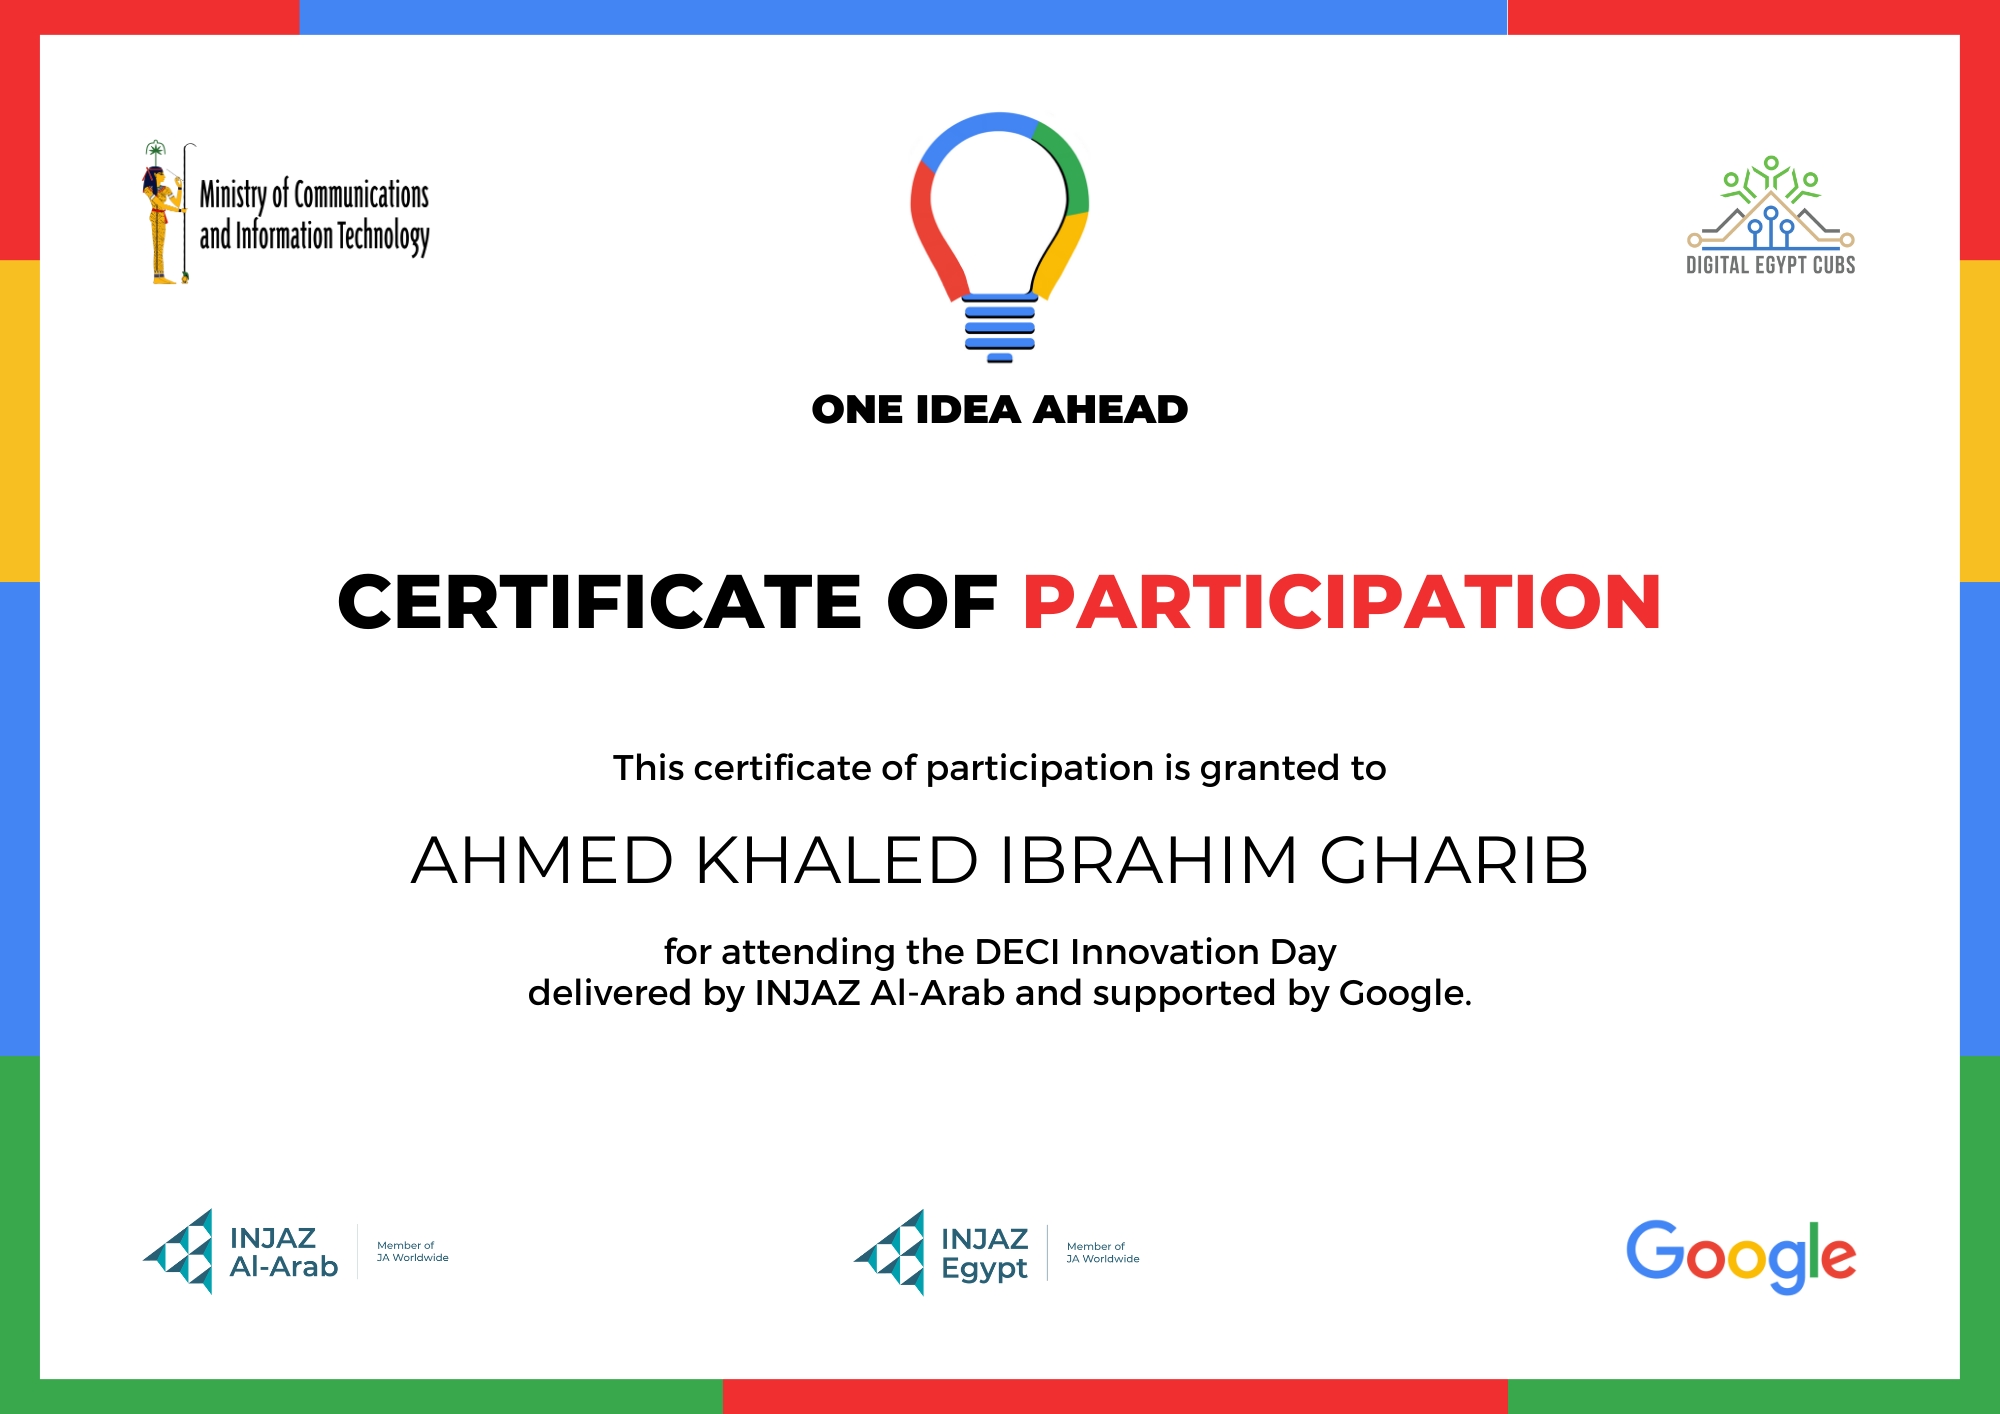 Ministry of Communications
and Information Technology
DIGITAL EGYPT CUBS
ONE IDEA AHEAD
CERTIFICATE OF PARTICIPATION
This certificate of participation is granted to
AHMED KHALED IBRAHIM GHARIB
for attending the DECI Innovation Day
delivered by INJAZ Al-Arab and supported by Google.
INJAZ
Al-Arab
Member of
JA Worldwide
INJAZ
Egypt
Member of
JA Worldwide
Google